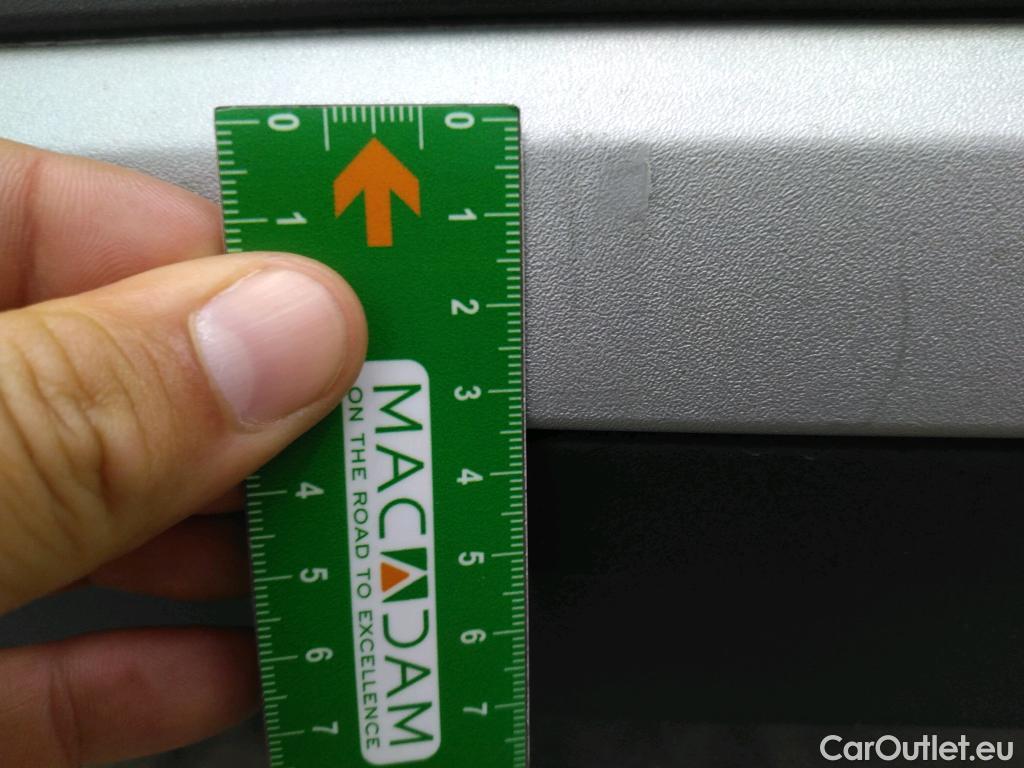 0 0
1 1
2
3
4 4
5 5
6 6
7 7
MACADAM
ON THE ROAD TO EXCELLENCE
CarOutlet.eu